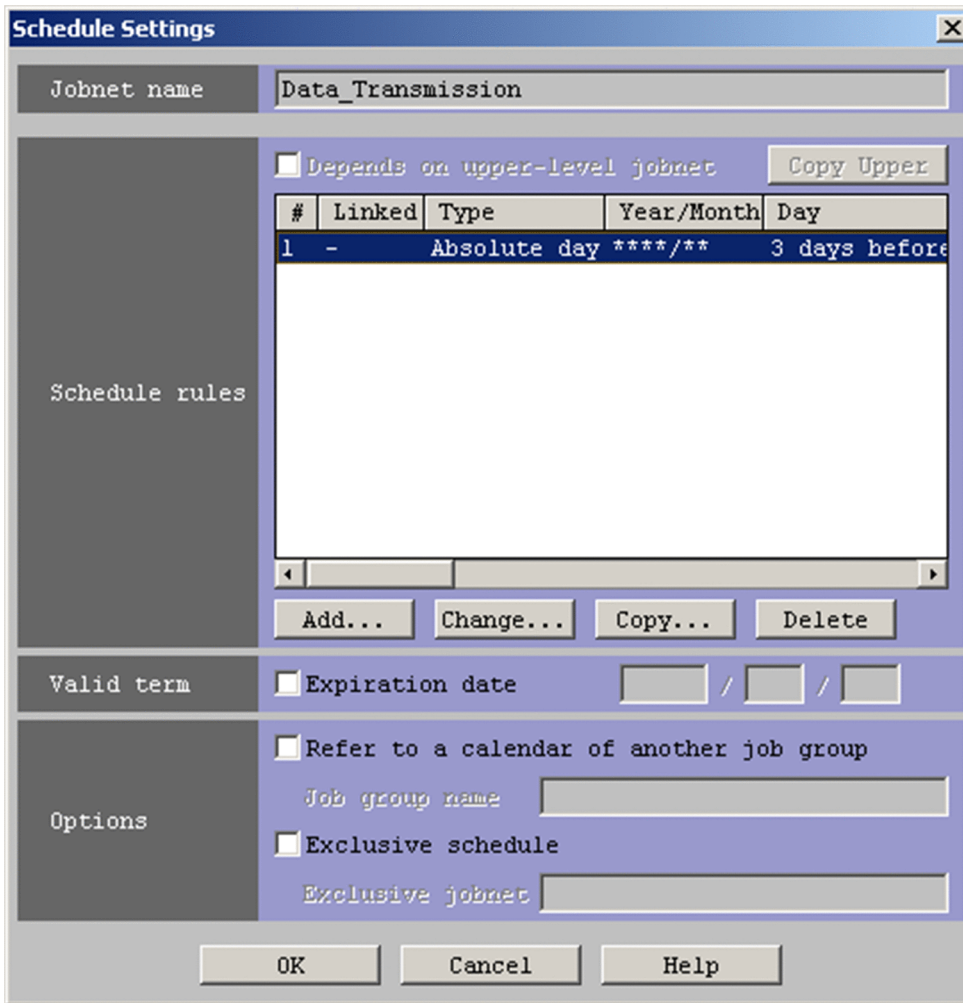 Schedule Settings
Jobnet name
Data_Transmission
Depends on upper-level jobnet Copy Upper
# Linked Type Year/Month Day
1 - Absolute day ****/** 3 days before
Schedule rules
Add... Change... Copy... Delete
Valid term
Expiration date / /
Options
Refer to a calendar of another job group
Job group name
Exclusive schedule
Exclusive jobnet
OK Cancel Help